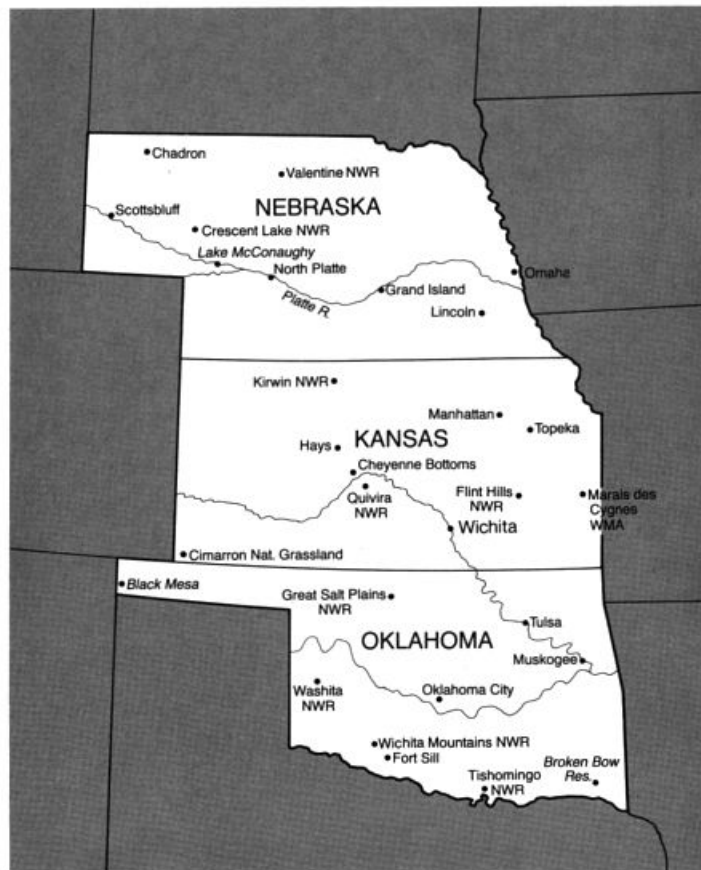 Chadron
Valentine NWR
NEBRASKA
Scottsbluff
Crescent Lake NWR
Lake McConaughy
North Platte
Omaha
Platte R.
Grand Island
Lincoln
Kirwin NWR
Manhattan
Topeka
KANSAS
Hays
Cheyenne Bottoms
Quivira
NWR
Flint Hills
NWR
Marais des
Cygnes
WMA
Wichita
Cimarron Nat. Grassland
Black Mesa
Great Salt Plains
NWR
Tulsa
OKLAHOMA
Muskogee
Washita
NWR
Oklahoma City
Wichita Mountains NWR
Fort Sill
Broken Bow
Res.
Tishomingo
NWR